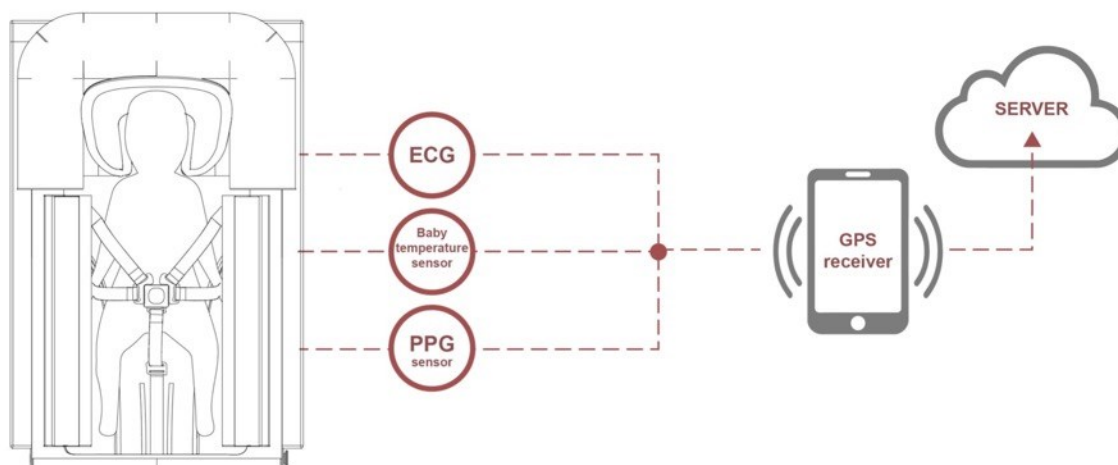 ECG
Baby
temperature
sensor
PPG
sensor
GPS
receiver
SERVER